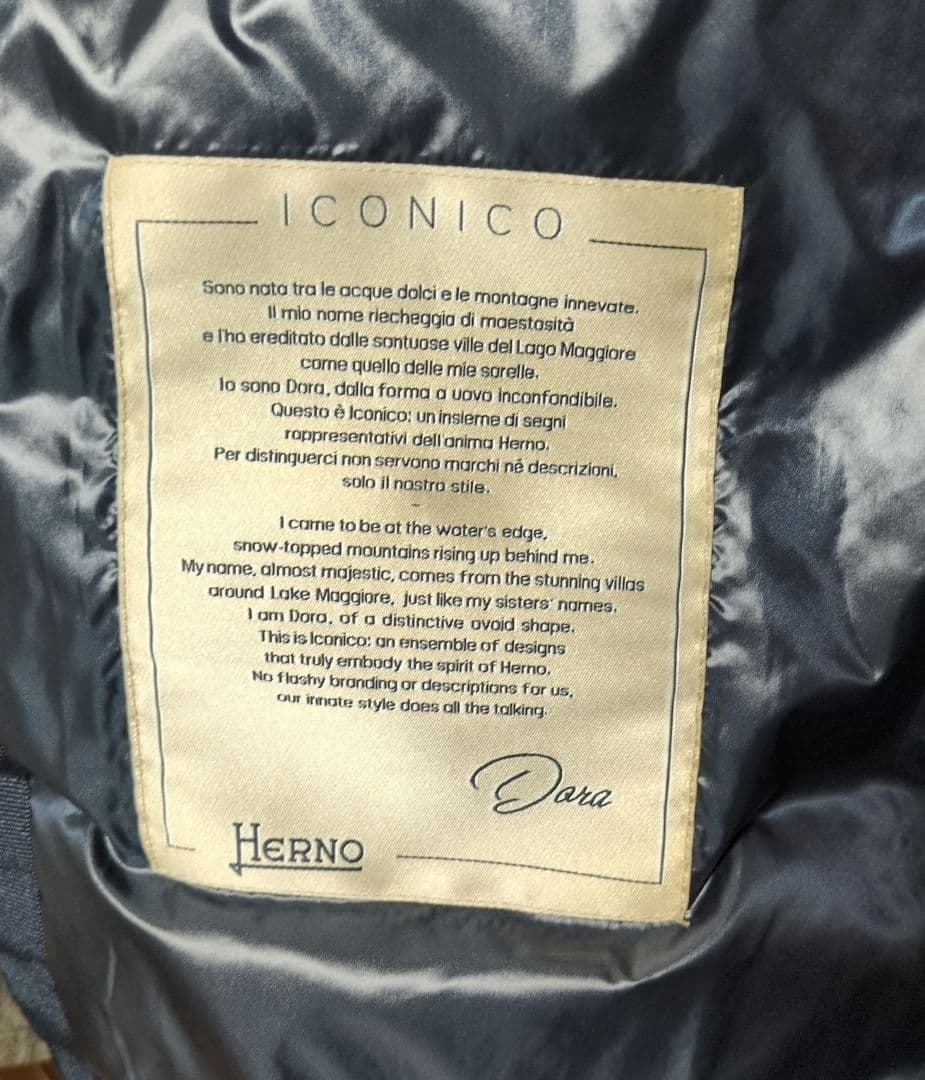 ICONICO
Sono nata tra le acque dolci e le montagne innevate.
Il mio nome riecheggia di maestosità
e l'ho ereditato dalle sontuose ville del Lago Maggiore
come quello delle mie sorelle.
Io sono Dora, dalla forma a uovo inconfondibile.
Questo è Iconico: un insieme di segni
rappresentativi dell'anima Herno.
Per distinguerci non servono marchi né descrizioni,
solo il nostro stile.
-
I came to be at the water's edge,
snow-topped mountains rising up behind me.
My name, almost majestic, comes from the stunning villas
around Lake Maggiore, just like my sisters' names.
I am Dora, of a distinctive ovoid shape.
This is Iconico: an ensemble of designs
that truly embody the spirit of Herno.
No flashy branding or descriptions for us,
our innate style does all the talking.
Dora
HERNO